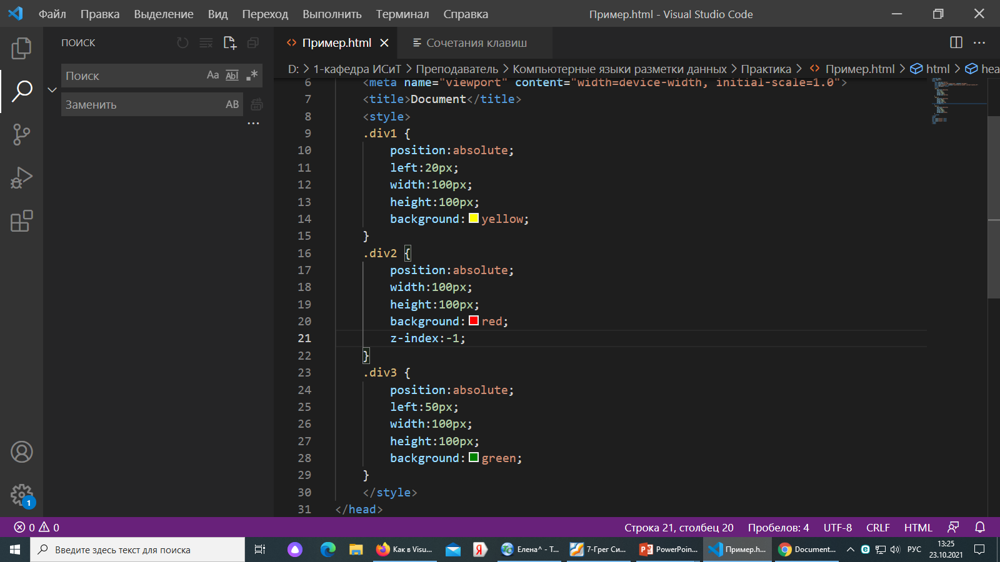 Файл Правка Выделение Вид Переход Выполнить Терминал Справка Пример.html - Visual Studio Code
ПОИСК
Поиск Aa Abl .*
Заменить AB
...
Пример.html Сочетания клавиш
D: > 1-кафедра ИСиТ > Преподаватель > Компьютерные языки разметки данных > Практика > Пример.html > html > hea
6 <meta name="viewport" content="width=device-width, initial-scale=1.0">
7 <title>Document</title>
8 <style>
9 .div1 {
10 position:absolute;
11 left:20px;
12 width:100px;
13 height:100px;
14 background:yellow;
15 }
16 .div2 {
17 position:absolute;
18 width:100px;
19 height:100px;
20 background:red;
21 z-index:-1;
22 }
23 .div3 {
24 position:absolute;
25 left:50px;
26 width:100px;
27 height:100px;
28 background:green;
29 }
30 </style>
31 </head>
1
0 0 Строка 21, столбец 20 Пробелов: 4 UTF-8 CRLF HTML
Введите здесь текст для поиска Как в Visu... Я Елена^ - Т... 7-Грег Си... PowerPoin... Пример.h... Document... РУС 13:25
23.10.2021